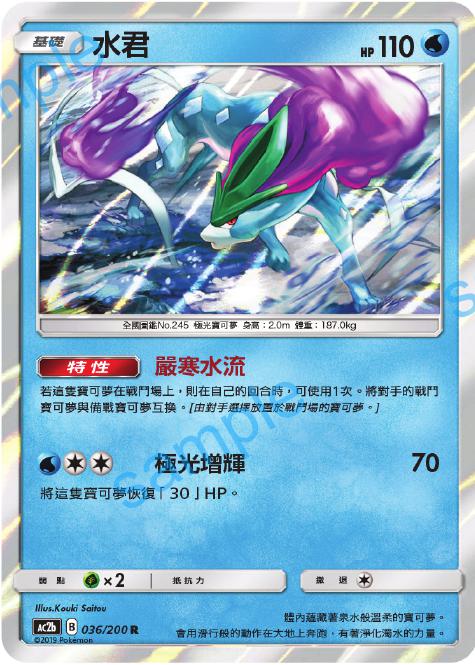 基礎 水君 HP 110
全國圖鑑No.245 極光寶可夢 身高：2.0m 體重：187.0kg
特性 嚴寒水流
若這隻寶可夢在戰鬥場上，則在自己的回合時，可使用1次。將對手的戰鬥
寶可夢與備戰寶可夢互換。[由對手選擇放置於戰鬥場的寶可夢。]
極光增輝 70
將這隻寶可夢恢復「30」HP。
弱點 ×2 抵抗力 撤退
Illus.Kouki Saitou
AC2b B 036/200 R
©2019 Pokémon
體內蘊藏著泉水般溫柔的寶可夢。
會用滑行般的動作在大地上奔跑，有著淨化濁水的力量。
sample
sample
sample